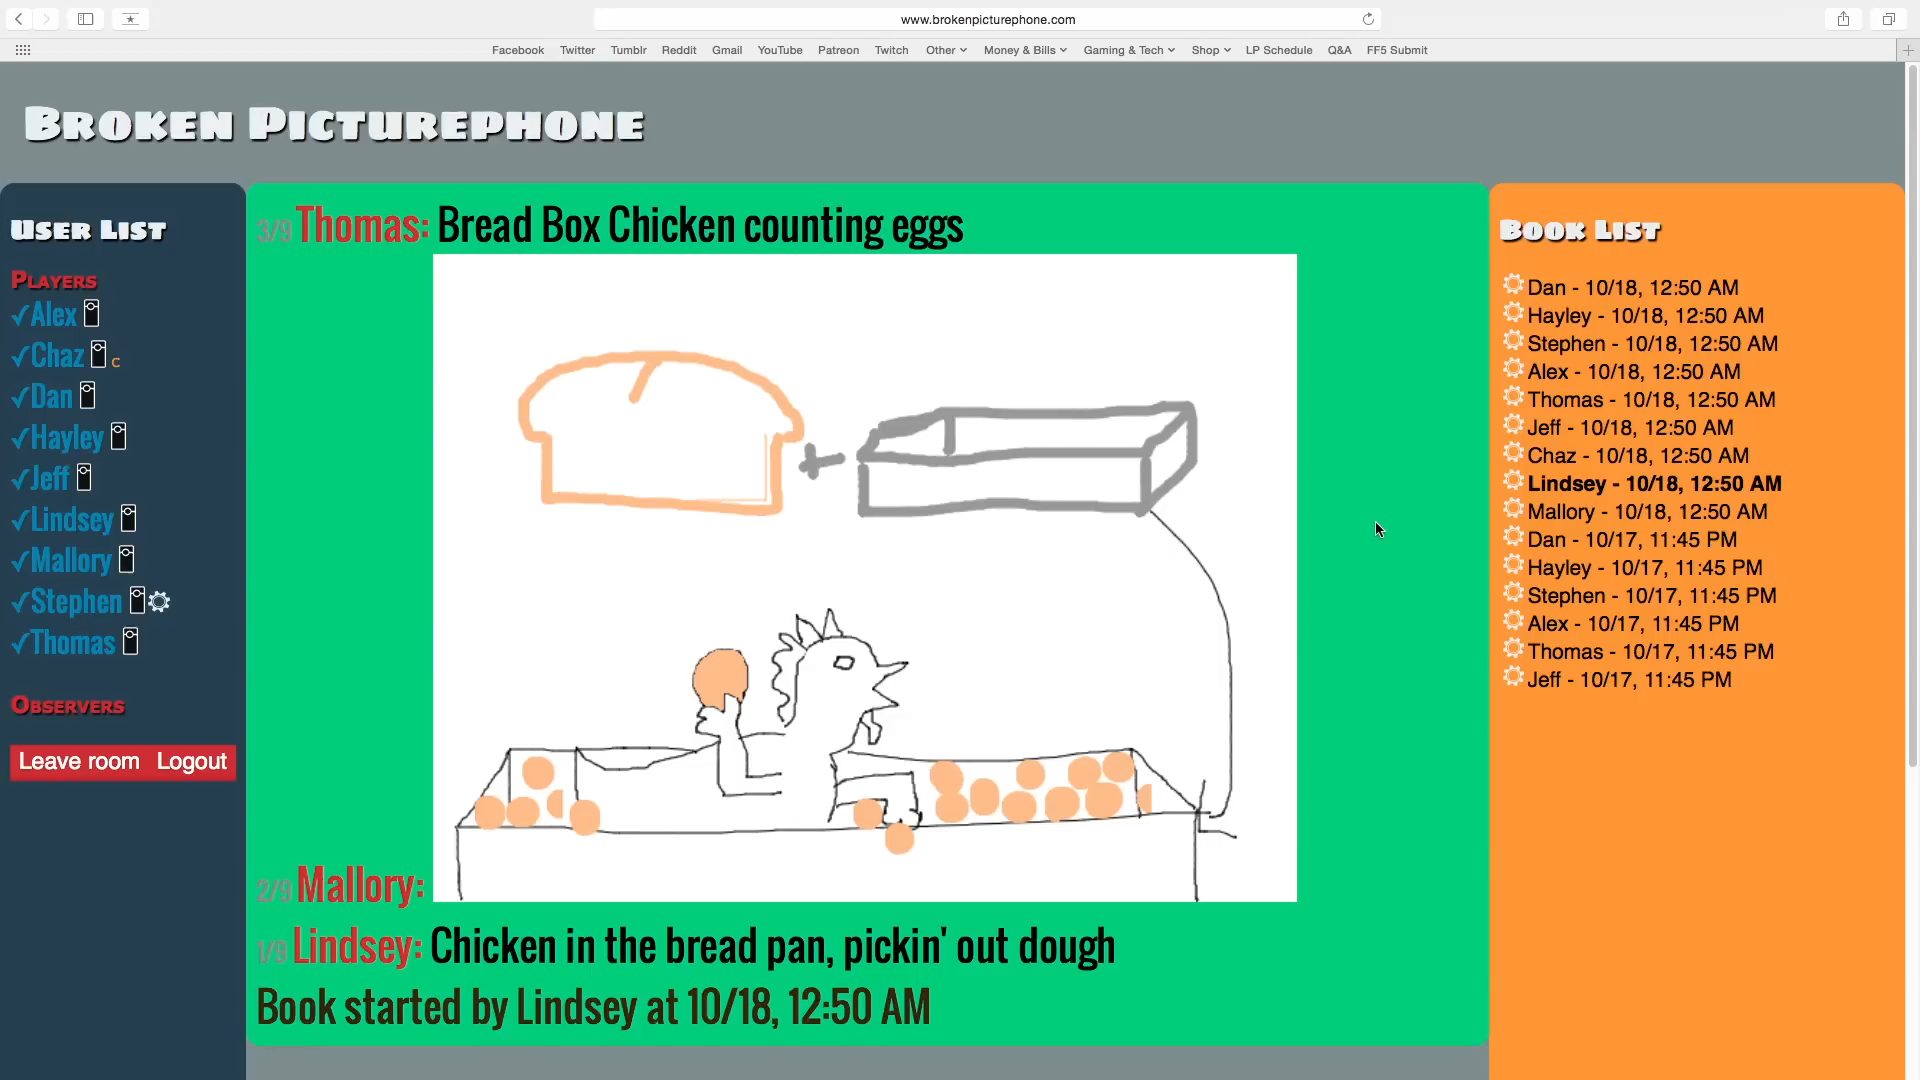 www.brokenpicturephone.com
Facebook Twitter Tumblr Reddit Gmail YouTube Patreon Twitch Other Money & Bills Gaming & Tech Shop LP Schedule Q&A FF5 Submit
Broken Picturephone
User List
Players
✓Alex
✓Chaz c
✓Dan
✓Hayley
✓Jeff
✓Lindsey
✓Mallory
✓Stephen
✓Thomas
Observers
Leave room Logout
3/9 Thomas: Bread Box Chicken counting eggs
2/9 Mallory:
1/9 Lindsey: Chicken in the bread pan, pickin' out dough
Book started by Lindsey at 10/18, 12:50 AM
Book List
Dan - 10/18, 12:50 AM
Hayley - 10/18, 12:50 AM
Stephen - 10/18, 12:50 AM
Alex - 10/18, 12:50 AM
Thomas - 10/18, 12:50 AM
Jeff - 10/18, 12:50 AM
Chaz - 10/18, 12:50 AM
Lindsey - 10/18, 12:50 AM
Mallory - 10/18, 12:50 AM
Dan - 10/17, 11:45 PM
Hayley - 10/17, 11:45 PM
Stephen - 10/17, 11:45 PM
Alex - 10/17, 11:45 PM
Thomas - 10/17, 11:45 PM
Jeff - 10/17, 11:45 PM